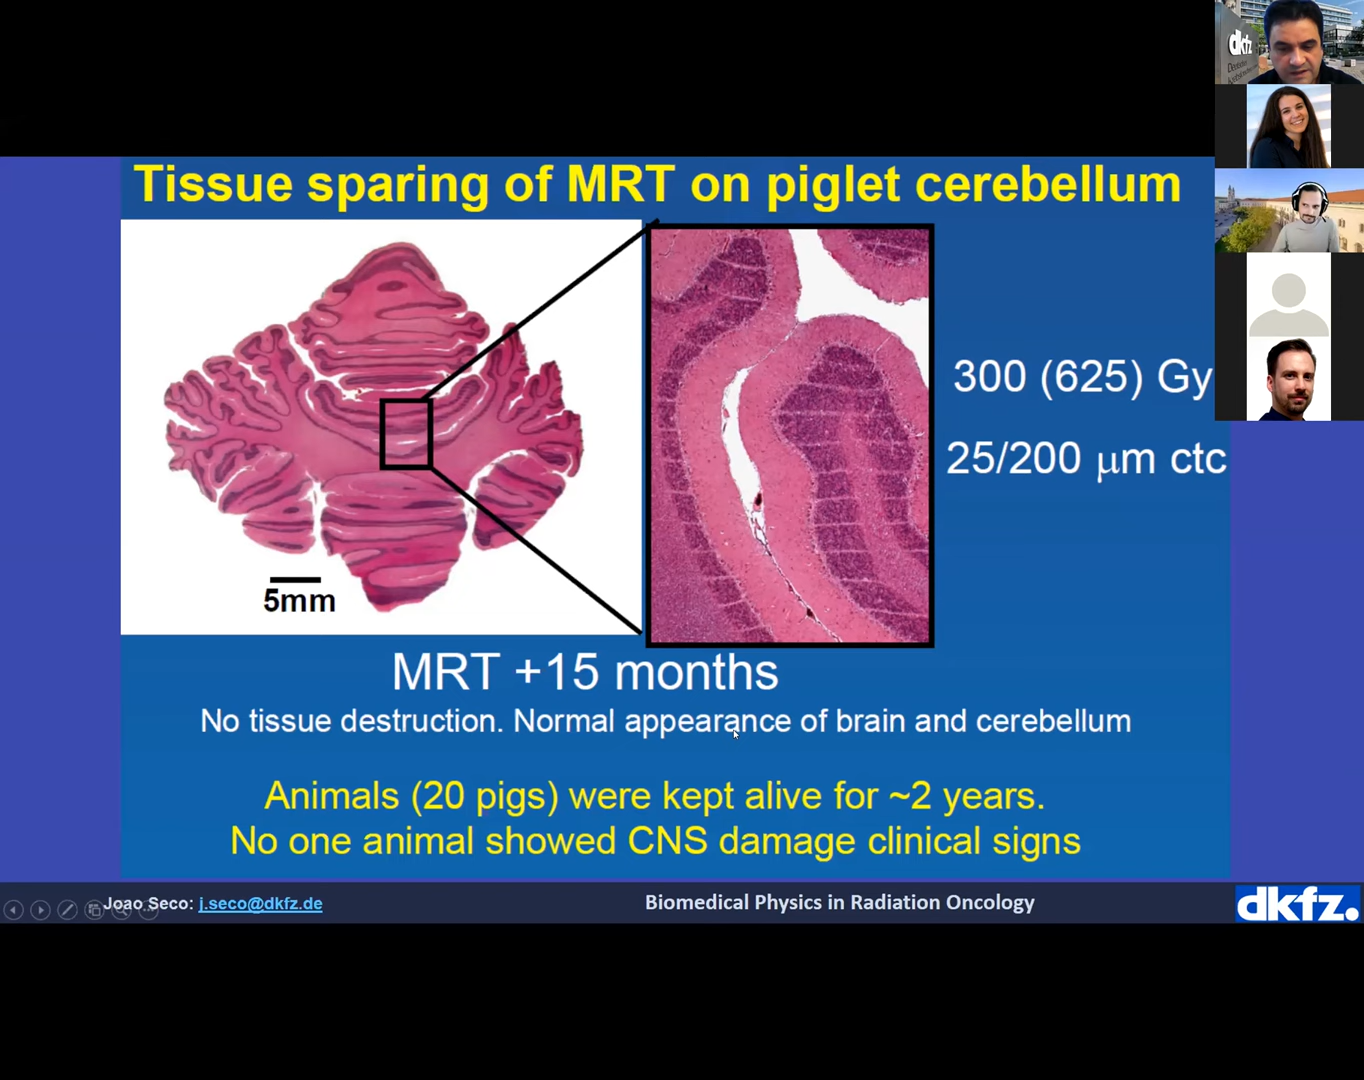 Tissue sparing of MRT on piglet cerebellum
300 (625) Gy
25/200 μm ctc
5mm
MRT +15 months
No tissue destruction. Normal appearance of brain and cerebellum
Animals (20 pigs) were kept alive for ~2 years.
No one animal showed CNS damage clinical signs
Joao Seco: j.seco@dkfz.de
Biomedical Physics in Radiation Oncology
dkfz.
dkfz